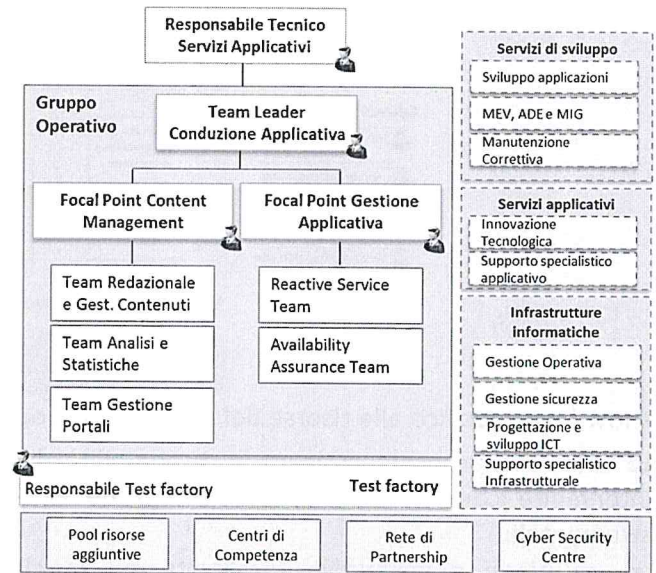 Responsabile Tecnico
Servizi Applicativi
Gruppo
Operativo
Team Leader
Conduzione Applicativa
Focal Point Content
Management
Focal Point Gestione
Applicativa
Team Redazionale
e Gest. Contenuti
Team Analisi e
Statistiche
Team Gestione
Portali
Reactive Service
Team
Availability
Assurance Team
Responsabile Test factory
Test factory
Servizi di sviluppo
Sviluppo applicazioni
MEV, ADE e MIG
Manutenzione
Correttiva
Servizi applicativi
Innovazione
Tecnologica
Supporto specialistico
applicativo
Infrastrutture
informatiche
Gestione Operativa
Gestione sicurezza
Progettazione e
sviluppo ICT
Supporto specialistico
Infrastrutturale
Pool risorse
aggiuntive
Centri di
Competenza
Rete di
Partnership
Cyber Security
Centre